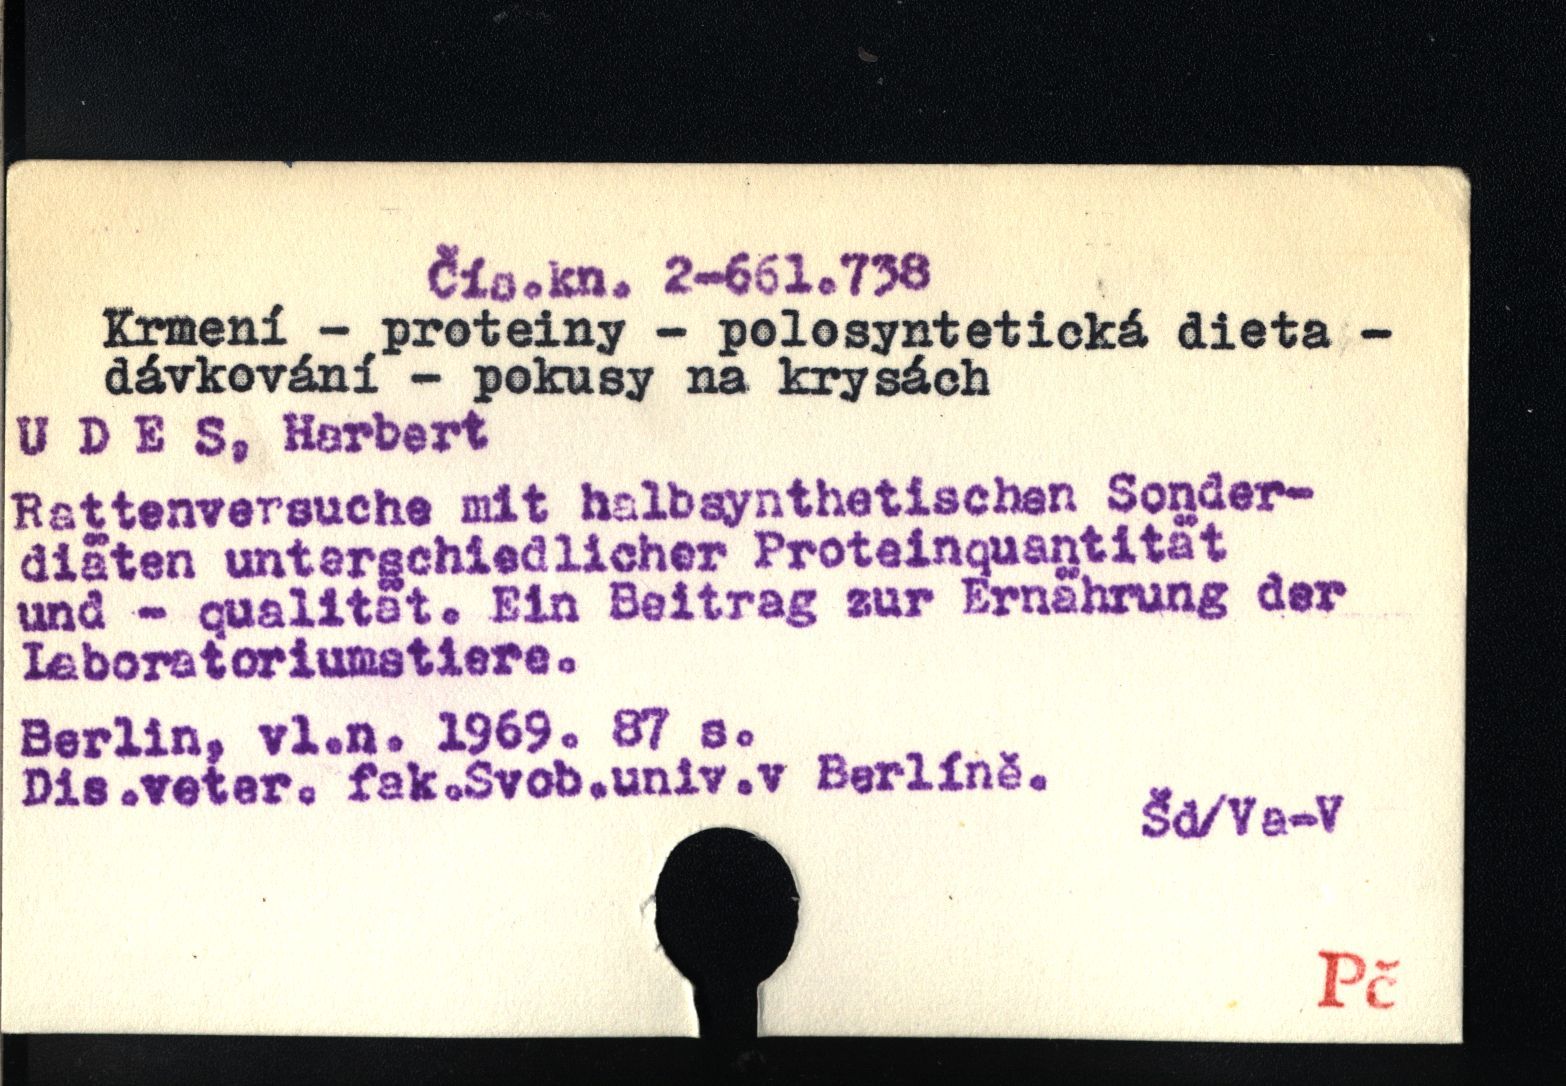 Čís.kn. 2-661.738
Krmení - proteiny - polosyntetická dieta -
dávkování - pokusy na krysách
U D E S, Harbert
Rattenversuche mit halbsynthetischen Sonder-
diäten unterschiedlicher Proteinquantität
und - qualität. Ein Beitrag zur Ernährung der
Laboratoriumstiere.
Berlin, vl.n. 1969. 87 s.
Dis.veter. fak.Svob.univ.v Berlíně.
Šd/Va-V
Pč